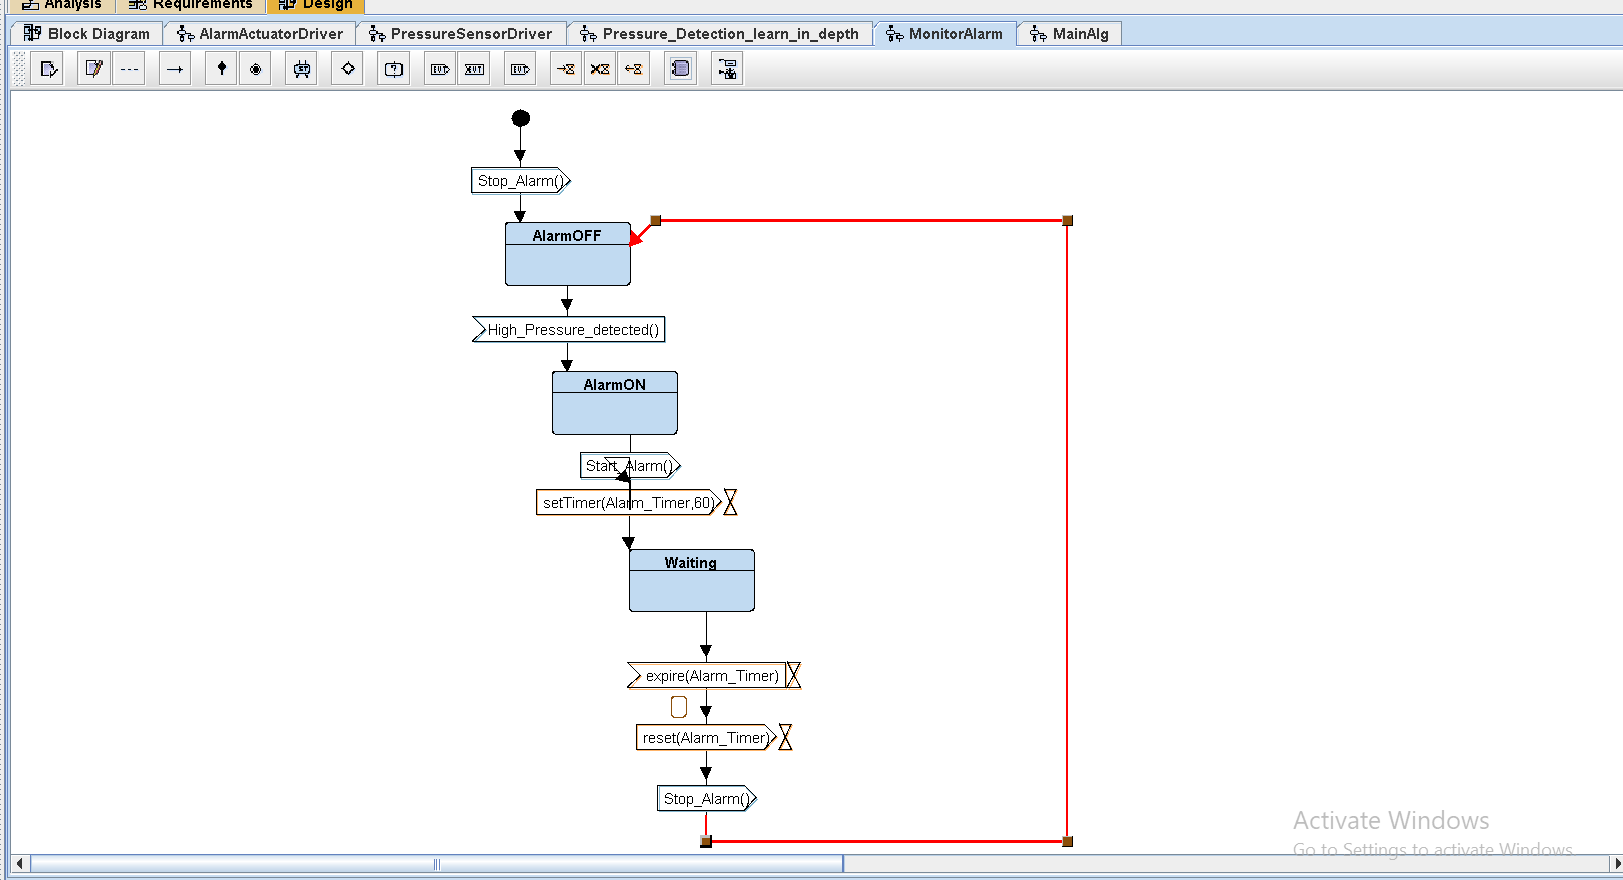 Analysis Requirements Design
Block Diagram AlarmActuatorDriver PressureSensorDriver Pressure_Detection_learn_in_depth MonitorAlarm MainAlg
Stop_Alarm()
AlarmOFF
High_Pressure_detected()
AlarmON
Start_Alarm()
setTimer(Alarm_Timer,60)
Waiting
expire(Alarm_Timer)
reset(Alarm_Timer)
Stop_Alarm()
Activate Windows
Go to Settings to activate Windows.